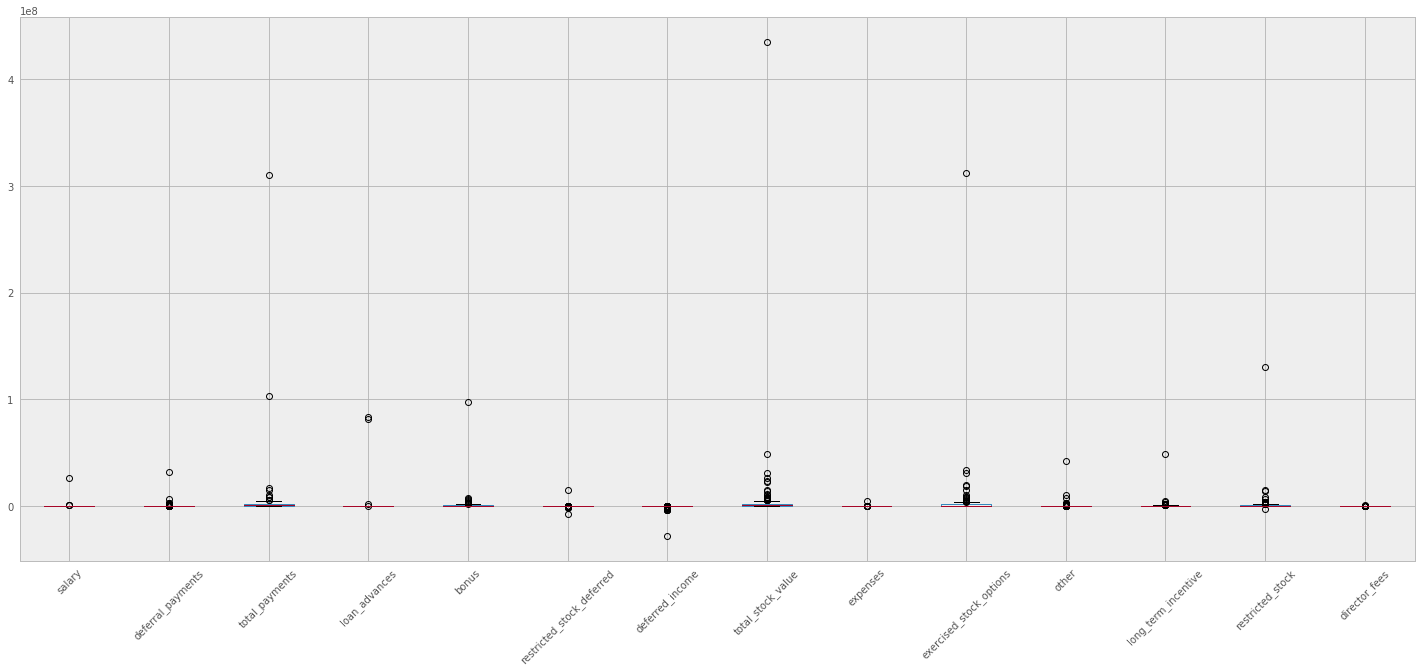 1e8
4
3
2
1
0
salary
deferral_payments
total_payments
loan_advances
bonus
restricted_stock_deferred
deferred_income
total_stock_value
expenses
exercised_stock_options
other
long_term_incentive
restricted_stock
director_fees